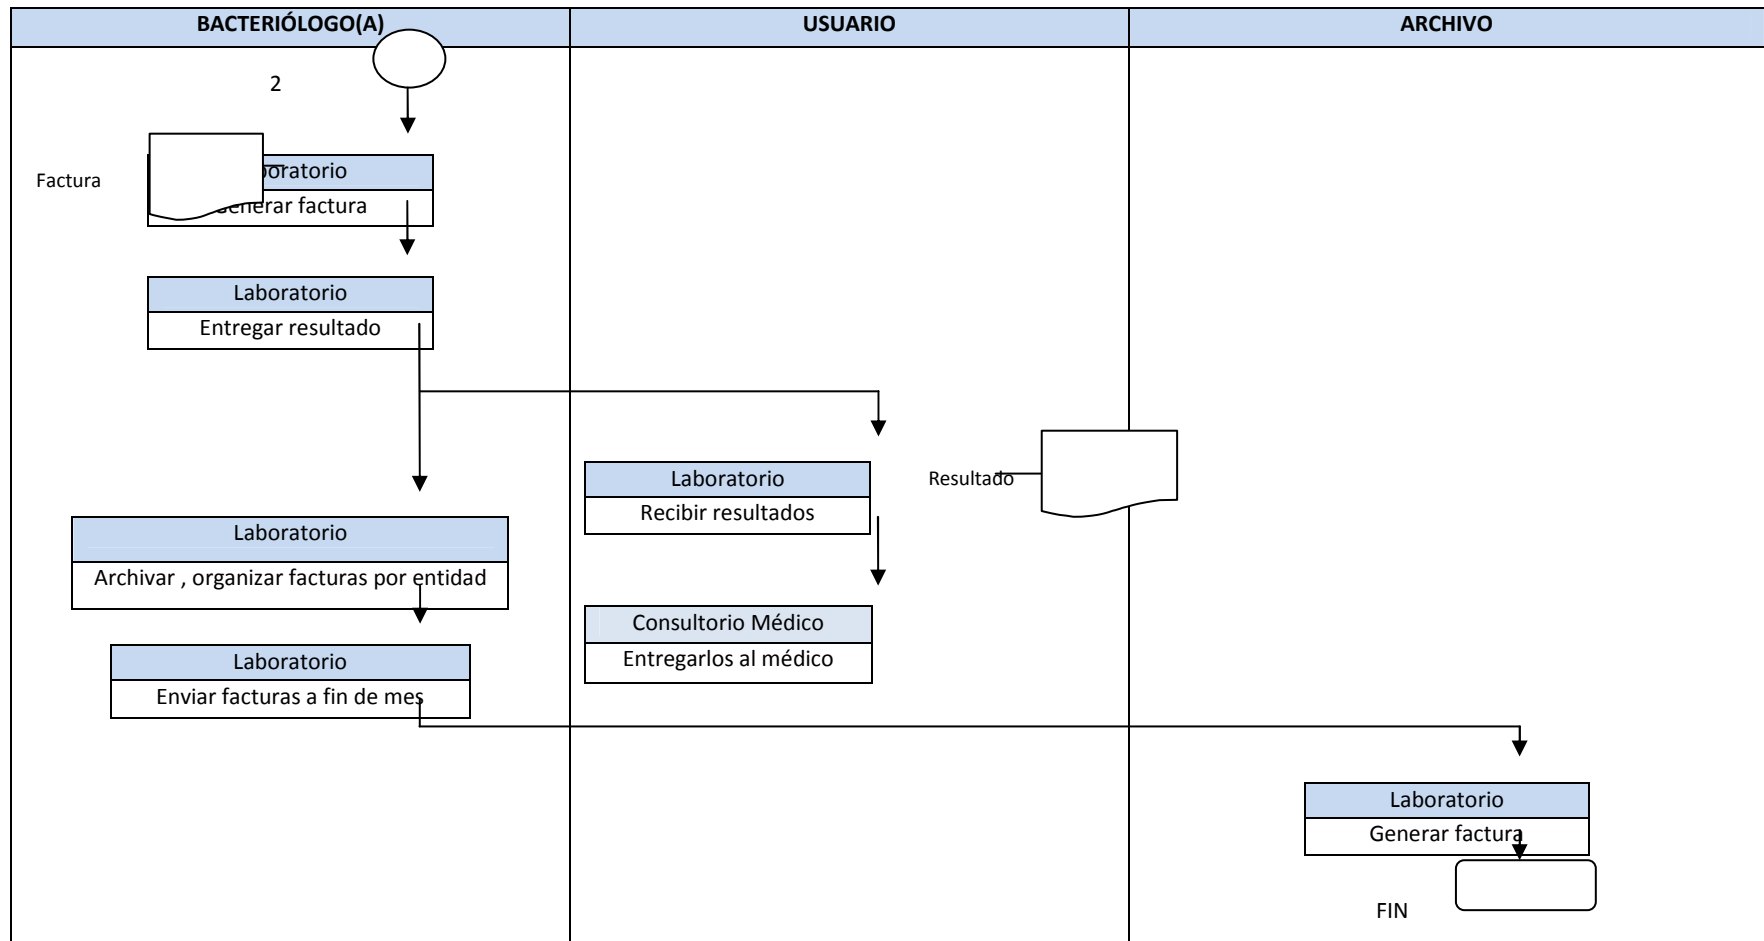 BACTERIÓLOGO(A)
USUARIO
ARCHIVO
2
Factura
boratorio
Generar factura
Laboratorio
Entregar resultado
Laboratorio
Recibir resultados
Resultado
Laboratorio
Archivar , organizar facturas por entidad
Consultorio Médico
Entregarlos al médico
Laboratorio
Enviar facturas a fin de mes
Laboratorio
Generar factura
FIN